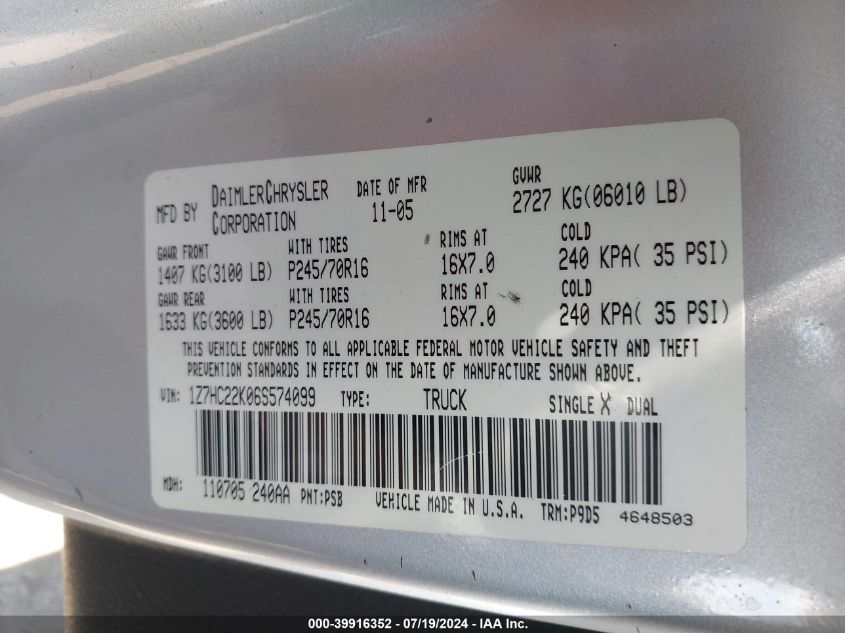 MFD BY DAIMLERCHRYSLER CORPORATION
DATE OF MFR 11-05
GVWR 2727 KG(06010 LB)
GAWR FRONT WITH TIRES RIMS AT COLD
1407 KG(3100 LB) P245/70R16 16X7.0 240 KPA( 35 PSI)
GAWR REAR WITH TIRES RIMS AT COLD
1633 KG(3600 LB) P245/70R16 16X7.0 240 KPA( 35 PSI)
THIS VEHICLE CONFORMS TO ALL APPLICABLE FEDERAL MOTOR VEHICLE SAFETY AND THEFT
PREVENTION STANDARDS IN EFFECT ON THE DATE OF MANUFACTURE SHOWN ABOVE.
VIN: 1Z7HC22K06S574099 TYPE: TRUCK SINGLE X DUAL
MDH: 110705 240AA PNT:PSB VEHICLE MADE IN U.S.A. TRM:P9D5 4648503
000-39916352 - 07/19/2024 - IAA Inc.